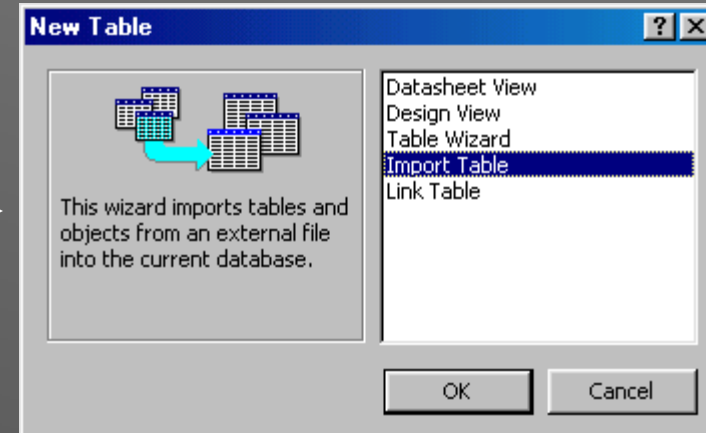 New Table
This wizard imports tables and
objects from an external file
into the current database.
Datasheet View
Design View
Table Wizard
Import Table
Link Table
OK
Cancel